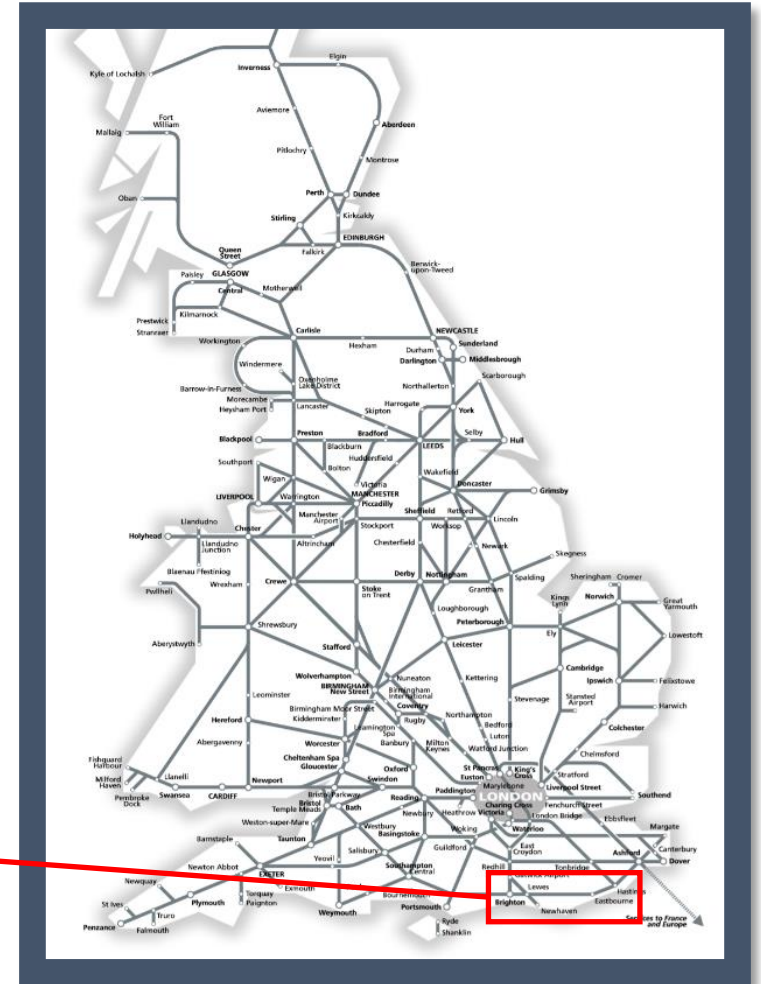 Elgin
Inverness
Kyle of Lochalsh
Aviemore
Fort
William
Aberdeen
Mallaig
Pitlochry
Montrose
Perth
Dundee
Oban
Stirling
Kirkcaldy
EDINBURGH
Queen
Street
Falkirk
Berwick-
upon-Tweed
Paisley
GLASGOW
Central
Motherwell
Kilmarnock
Prestwick
Stranraer
Carlisle
NEWCASTLE
Workington
Hexham
Sunderland
Durham
Darlington
Middlesbrough
Windermere
Scarborough
Oxenholme
Lake District
Barrow-in-Furness
Northallerton
Morecambe
Heysham Port
Lancaster
Harrogate
York
Skipton
Blackpool
Preston
Bradford
Selby
Hull
Blackburn
LEEDS
Southport
Huddersfield
Bolton
Wakefield
Wigan
Victoria
Doncaster
Grimsby
LIVERPOOL
Warrington
MANCHESTER
Piccadilly
Manchester
Airport
Sheffield
Retford
Llandudno
Chester
Stockport
Worksop
Lincoln
Holyhead
Llandudno
Junction
Altrincham
Chesterfield
Newark
Blaenau Ffestiniog
Skegness
Pwllheli
Wrexham
Crewe
Stoke
on Trent
Derby
Nottingham
Grantham
Spalding
Sheringham
Cromer
Kings
Lynn
Norwich
Great
Yarmouth
Loughborough
Peterborough
Aberystwyth
Shrewsbury
Stafford
Leicester
Ely
Lowestoft
Wolverhampton
BIRMINGHAM
New Street
Nuneaton
Birmingham
International
Kettering
Cambridge
Ipswich
Felixstowe
Leominster
Birmingham Moor Street
Coventry
Stevenage
Stansted
Airport
Harwich
Kidderminster
Rugby
Northampton
Hereford
Leamington
Spa
Bedford
Colchester
Worcester
Banbury
Milton
Keynes
Luton
Abergavenny
Watford Junction
Chelmsford
Cheltenham Spa
Gloucester
Oxford
St Pancras
Euston
King's
Cross
Stratford
Fishguard
Harbour
Milford
Haven
Llanelli
Newport
Swindon
Marylebone
Liverpool Street
Pembroke
Dock
Swansea
CARDIFF
Bristol Parkway
Bristol
Temple Meads
Bath
Reading
Paddington
LONDON
Southend
Charing Cross
Fenchurch Street
Weston-super-Mare
Newbury
Heathrow
Victoria
London Bridge
Ebbsfleet
Barnstaple
Taunton
Westbury
Basingstoke
Woking
Waterloo
Margate
Salisbury
Guildford
East
Croydon
Canterbury
Newton Abbot
Yeovil
Southampton
Central
Redhill
Tonbridge
Ashford
Dover
EXETER
Newquay
Exmouth
Gatwick Airport
St Ives
Plymouth
Torquay
Paignton
Bournemouth
Lewes
Hastings
Truro
Weymouth
Portsmouth
Brighton
Eastbourne
Newhaven
Penzance
Falmouth
Ryde
Shanklin
Services to France
and Europe